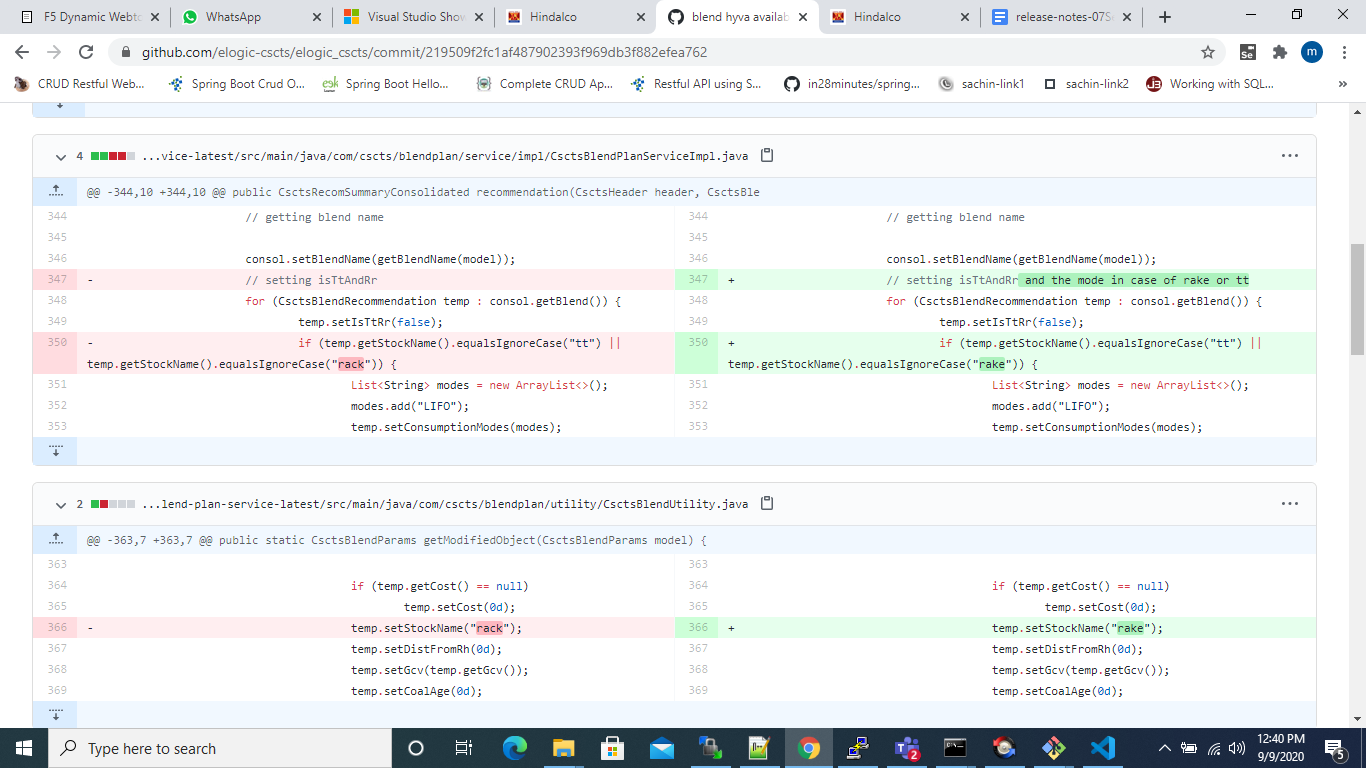 F5 Dynamic Webto
WhatsApp
Visual Studio Show
Hindalco
blend hyva availab
Hindalco
release-notes-07Se
github.com/elogic-cscts/elogic_cscts/commit/219509f2fc1af487902393f969db3f882efea762
Se
m
CRUD Restful Web...
Spring Boot Crud O...
Spring Boot Hello...
Complete CRUD Ap...
Restful API using S...
in28minutes/spring...
sachin-link1
sachin-link2
Working with SQL...
»
4 ...vice-latest/src/main/java/com/cscts/blendplan/service/impl/CsctsBlendPlanServiceImpl.java
@@ -344,10 +344,10 @@ public CsctsRecomSummaryConsolidated recommendation(CsctsHeader header, CsctsBle
344 // getting blend name 344 // getting blend name
345 345
346 consol.setBlendName(getBlendName(model)); 346 consol.setBlendName(getBlendName(model));
347 - // setting isTtAndRr 347 + // setting isTtAndRr and the mode in case of rake or tt
348 for (CsctsBlendRecommendation temp : consol.getBlend()) { 348 for (CsctsBlendRecommendation temp : consol.getBlend()) {
349 temp.setIsTtRr(false); 349 temp.setIsTtRr(false);
350 - if (temp.getStockName().equalsIgnoreCase("tt") || 350 + if (temp.getStockName().equalsIgnoreCase("tt") ||
temp.getStockName().equalsIgnoreCase("rack")) { temp.getStockName().equalsIgnoreCase("rake")) {
351 List<String> modes = new ArrayList<>(); 351 List<String> modes = new ArrayList<>();
352 modes.add("LIFO"); 352 modes.add("LIFO");
353 temp.setConsumptionModes(modes); 353 temp.setConsumptionModes(modes);
2 ...lend-plan-service-latest/src/main/java/com/cscts/blendplan/utility/CsctsBlendUtility.java
@@ -363,7 +363,7 @@ public static CsctsBlendParams getModifiedObject(CsctsBlendParams model) {
363 363
364 if (temp.getCost() == null) 364 if (temp.getCost() == null)
365 temp.setCost(0d); 365 temp.setCost(0d);
366 - temp.setStockName("rack"); 366 + temp.setStockName("rake");
367 temp.setDistFromRh(0d); 367 temp.setDistFromRh(0d);
368 temp.setGcv(temp.getGcv()); 368 temp.setGcv(temp.getGcv());
369 temp.setCoalAge(0d); 369 temp.setCoalAge(0d);
Type here to search
2
12:40 PM
9/9/2020
5